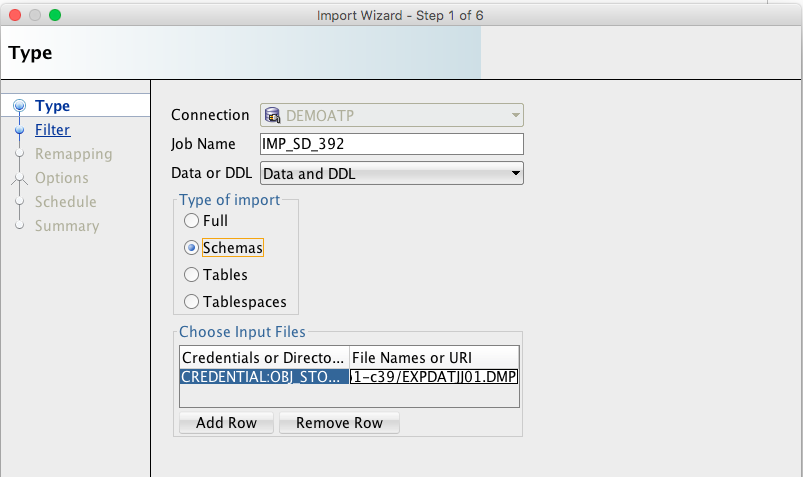 Import Wizard - Step 1 of 6
Type
Type
Filter
Remapping
Options
Schedule
Summary
Connection DEMOATP
Job Name IMP_SD_392
Data or DDL Data and DDL
Type of import
Full
Schemas
Tables
Tablespaces
Choose Input Files
Credentials or Directo... File Names or URI
CREDENTIAL:OBJ_STO... 1-c39/EXPDATJJ01.DMP
Add Row Remove Row